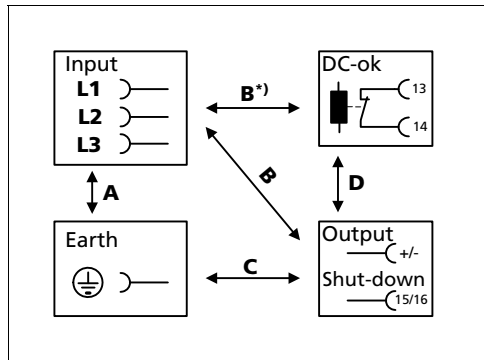 Input
L1
L2
L3
B*)
DC-ok
13
14
A
B
D
Earth
C
Output
+/-
Shut-down
15/16